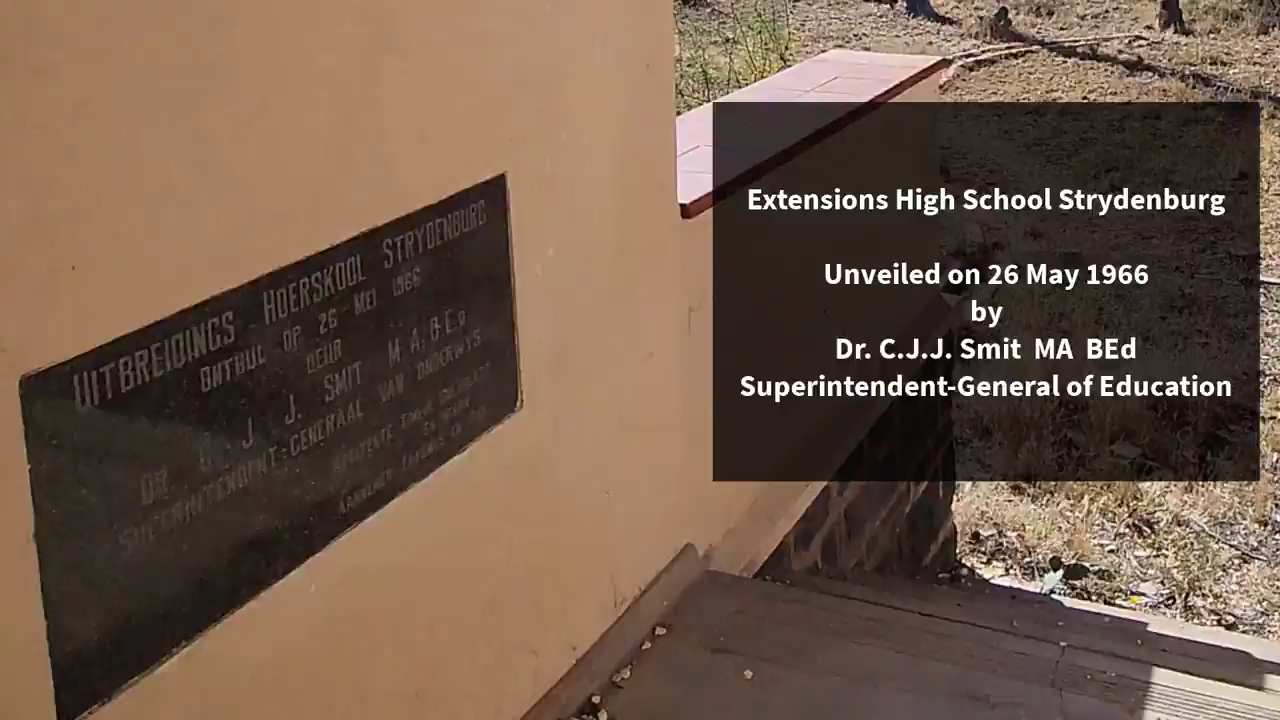 UITBREIDINGS - HOERSKOOL STRYDENBURG
ONTBUL OP 26 MEI 1966
DEUR
DR. C. J. J. SMIT M.A. B.E.D
SUPERINTENDENT-GENERAAL VAN ONDERWYS
ARGITEKTE
Extensions High School Strydenburg
Unveiled on 26 May 1966
by
Dr. C.J.J. Smit MA BEd
Superintendent-General of Education